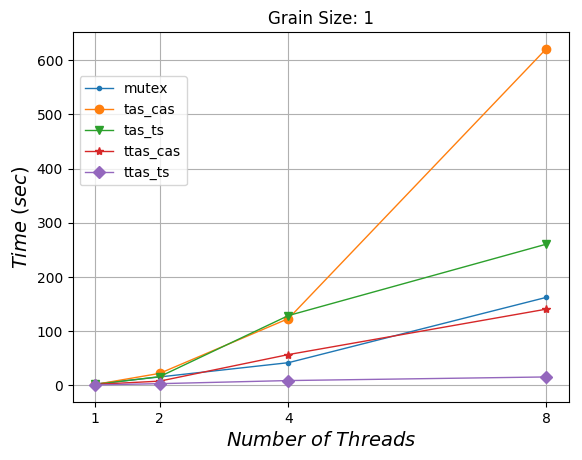 Grain Size: 1
600
500
400
300
200
100
0
Time (sec)
mutex
tas_cas
tas_ts
ttas_cas
ttas_ts
1 2 4 8
Number of Threads